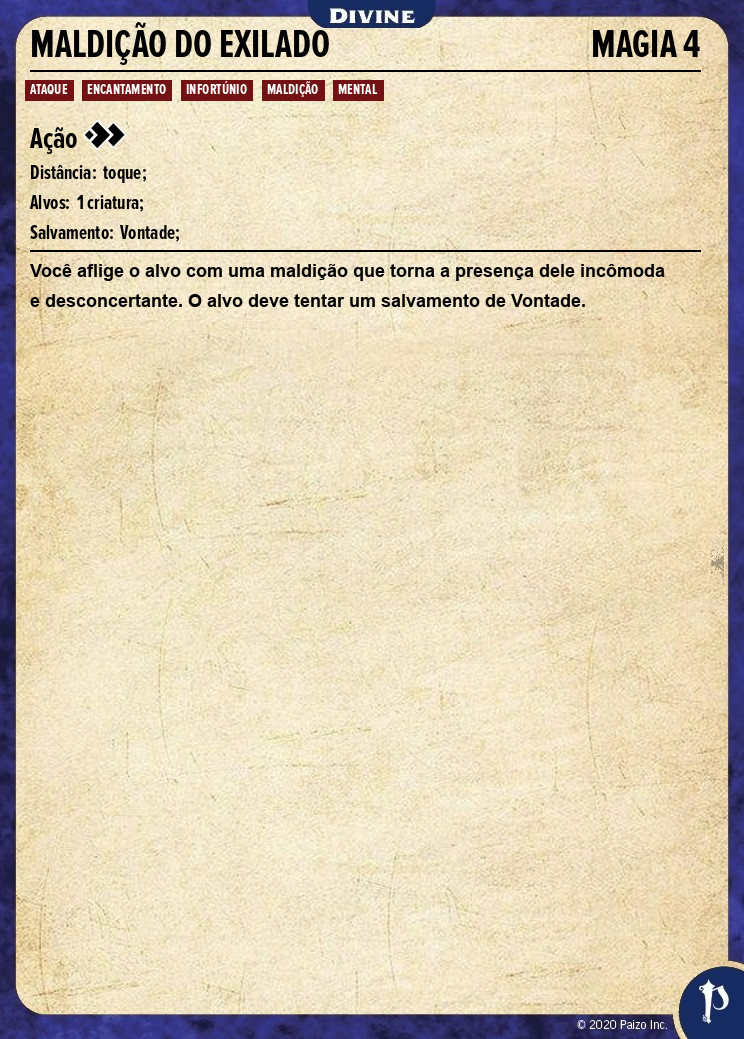 DIVINE
MALDIÇÃO DO EXILADO MAGIA 4
ATAQUE ENCANTAMENTO INFORTÚNIO MALDIÇÃO MENTAL
Ação
Distância: toque;
Alvos: 1 criatura;
Salvamento: Vontade;
Você aflige o alvo com uma maldição que torna a presença dele incômoda
e desconcertante. O alvo deve tentar um salvamento de Vontade.
© 2020 Paizo Inc.